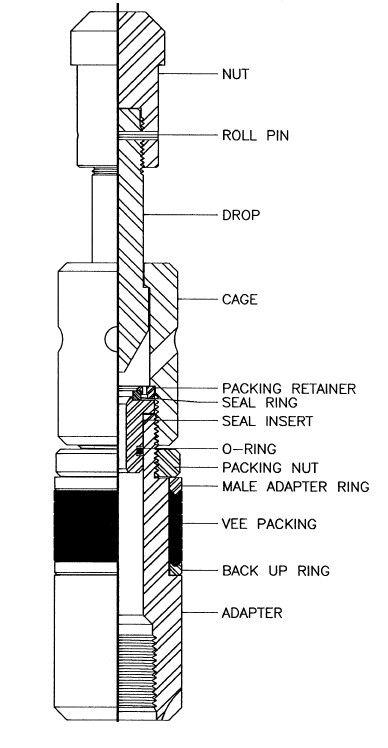 NUT
ROLL PIN
DROP
CAGE
PACKING RETAINER
SEAL RING
SEAL INSERT
O-RING
PACKING NUT
MALE ADAPTER RING
VEE PACKING
BACK UP RING
ADAPTER